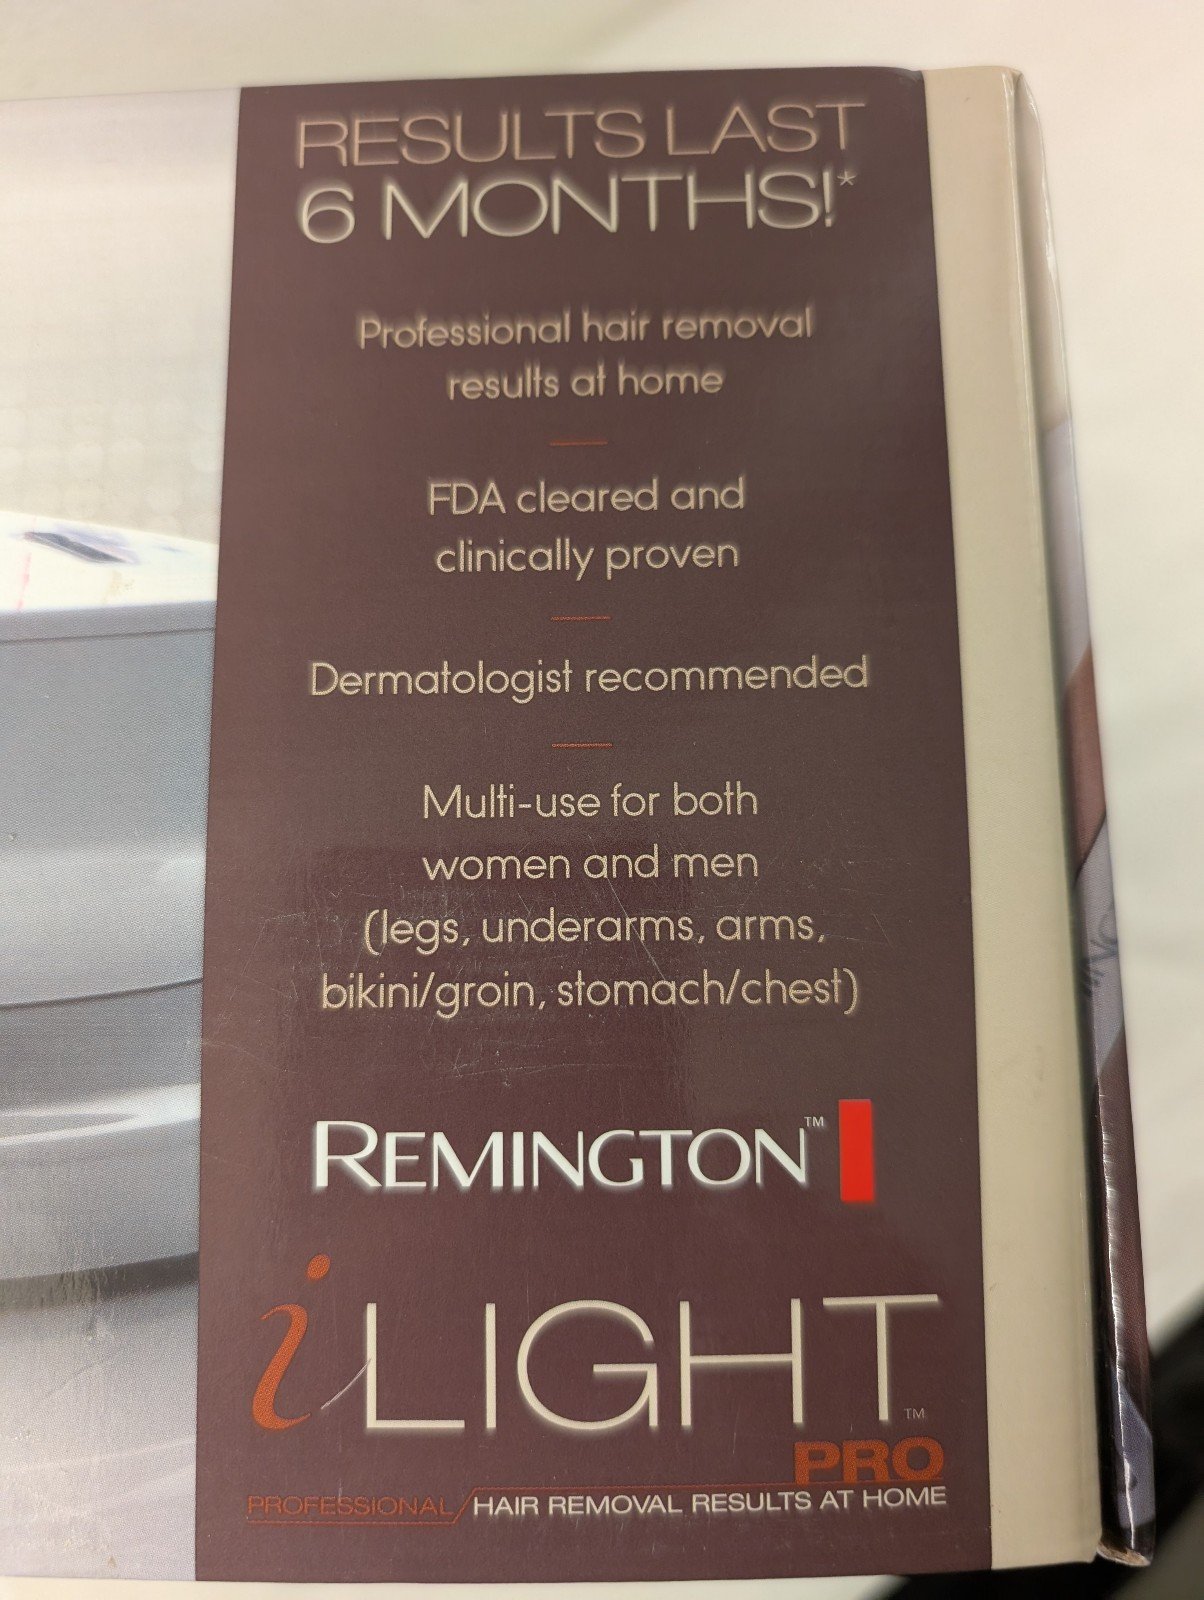 RESULTS LAST
6 MONTHS!*
Professional hair removal
results at home
FDA cleared and
clinically proven
Dermatologist recommended
Multi-use for both
women and men
(legs, underarms, arms,
bikini/groin, stomach/chest)
REMINGTON™
iLIGHT™
PRO
PROFESSIONAL/HAIR REMOVAL RESULTS AT HOME